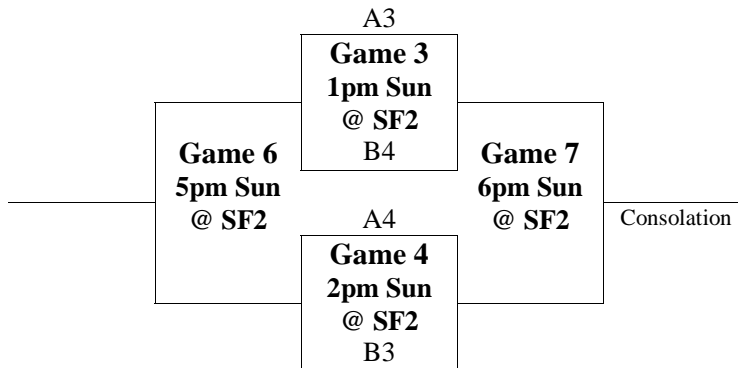 A3
Game 3
1pm Sun
@ SF2
B4
Game 6
5pm Sun
@ SF2
Game 7
6pm Sun
@ SF2
Consolation
A4
Game 4
2pm Sun
@ SF2
B3